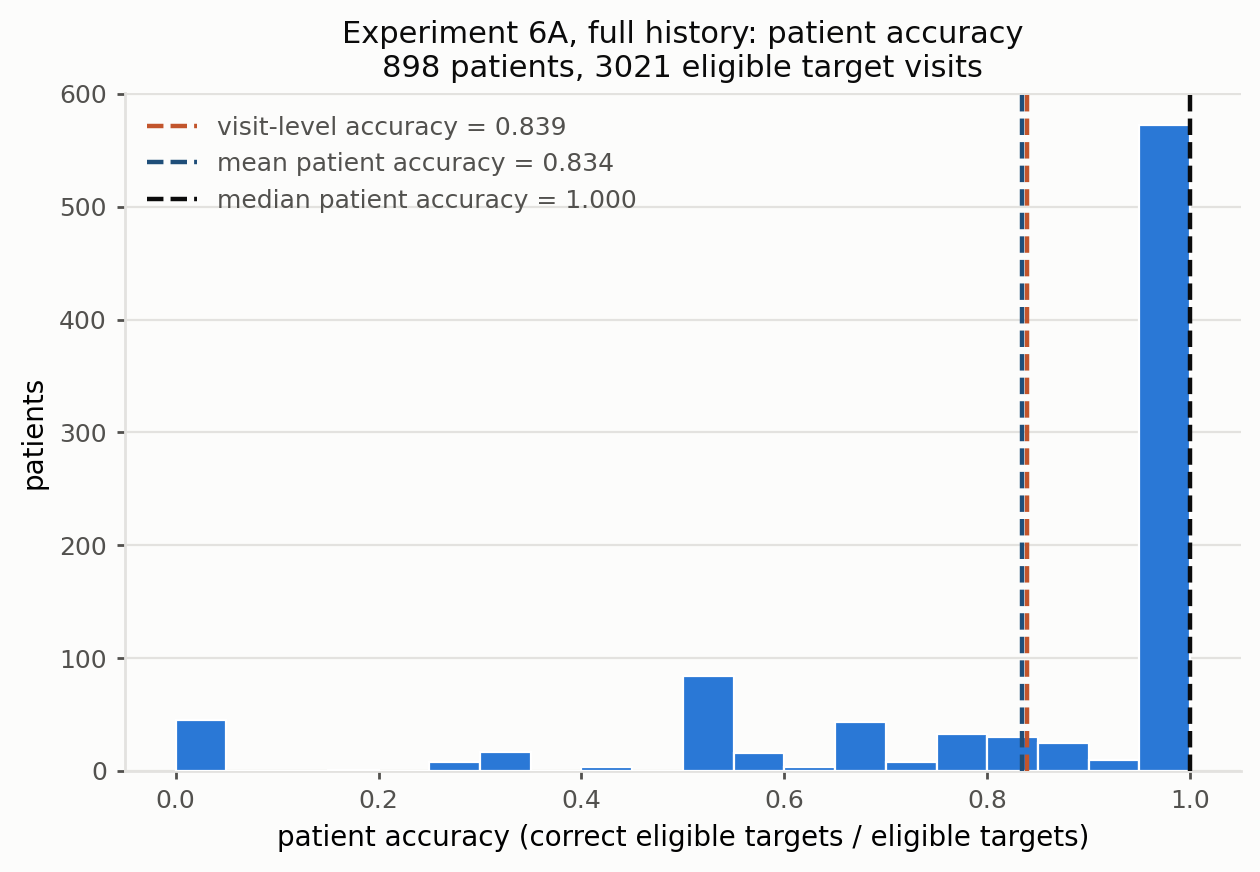 Experiment 6A, full history: patient accuracy
898 patients, 3021 eligible target visits
visit-level accuracy = 0.839
mean patient accuracy = 0.834
median patient accuracy = 1.000
600
500
400
300
200
100
0
patients
0.0 0.2 0.4 0.6 0.8 1.0
patient accuracy (correct eligible targets / eligible targets)